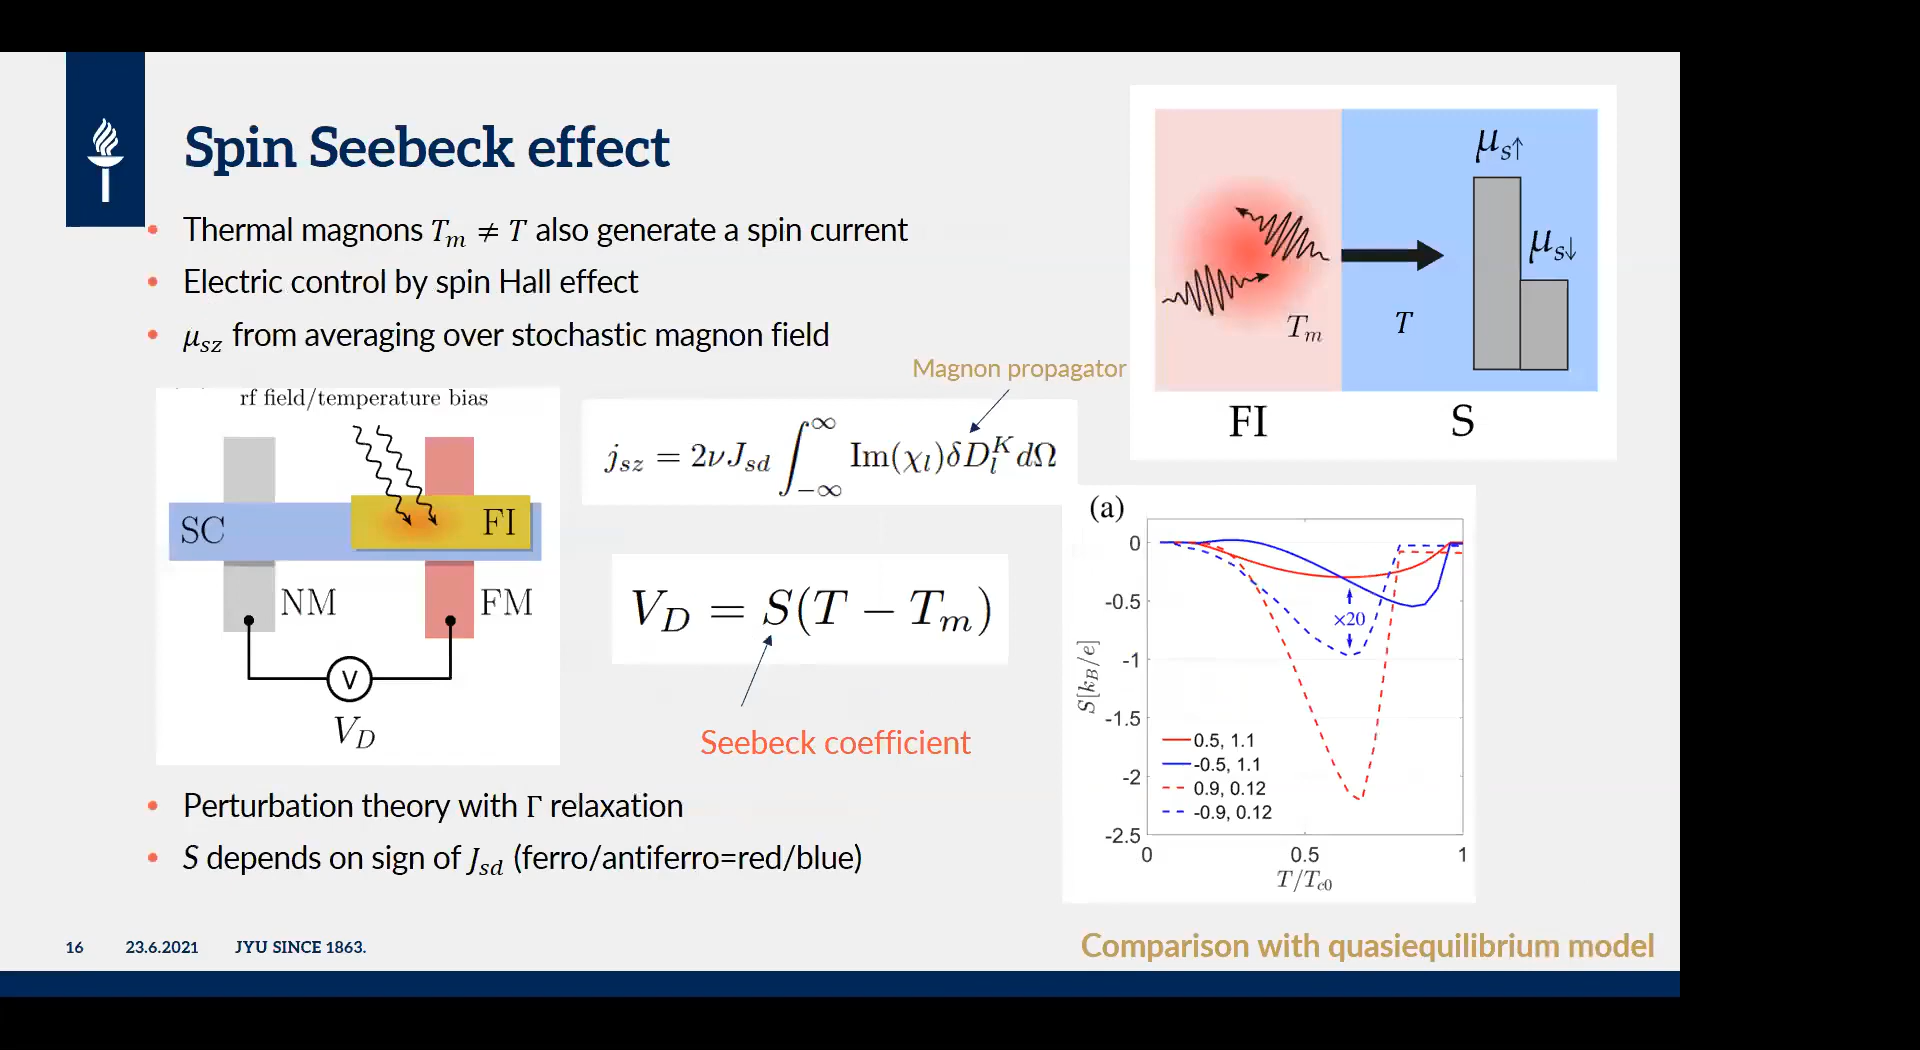 Spin Seebeck effect
• Thermal magnons Tₘ ≠ T also generate a spin current
• Electric control by spin Hall effect
• μ_sz from averaging over stochastic magnon field
μ_s↑
μ_s↓
T_m
T
FI
S
rf field/temperature bias
SC
FI
NM
FM
V
V_D
Magnon propagator
j_sz = 2νJ_sd ∫_{-∞}^{∞} Im(χ_l)δD_l^K dΩ
V_D = S(T − T_m)
Seebeck coefficient
(a)
0
-0.5
-1
-1.5
-2
-2.5
S[k_B/e]
×20
0.5, 1.1
-0.5, 1.1
0.9, 0.12
-0.9, 0.12
0
0.5
1
T/T_c0
• Perturbation theory with Γ relaxation
• S depends on sign of J_sd (ferro/antiferro=red/blue)
Comparison with quasiequilibrium model
16 23.6.2021 JYU SINCE 1863.